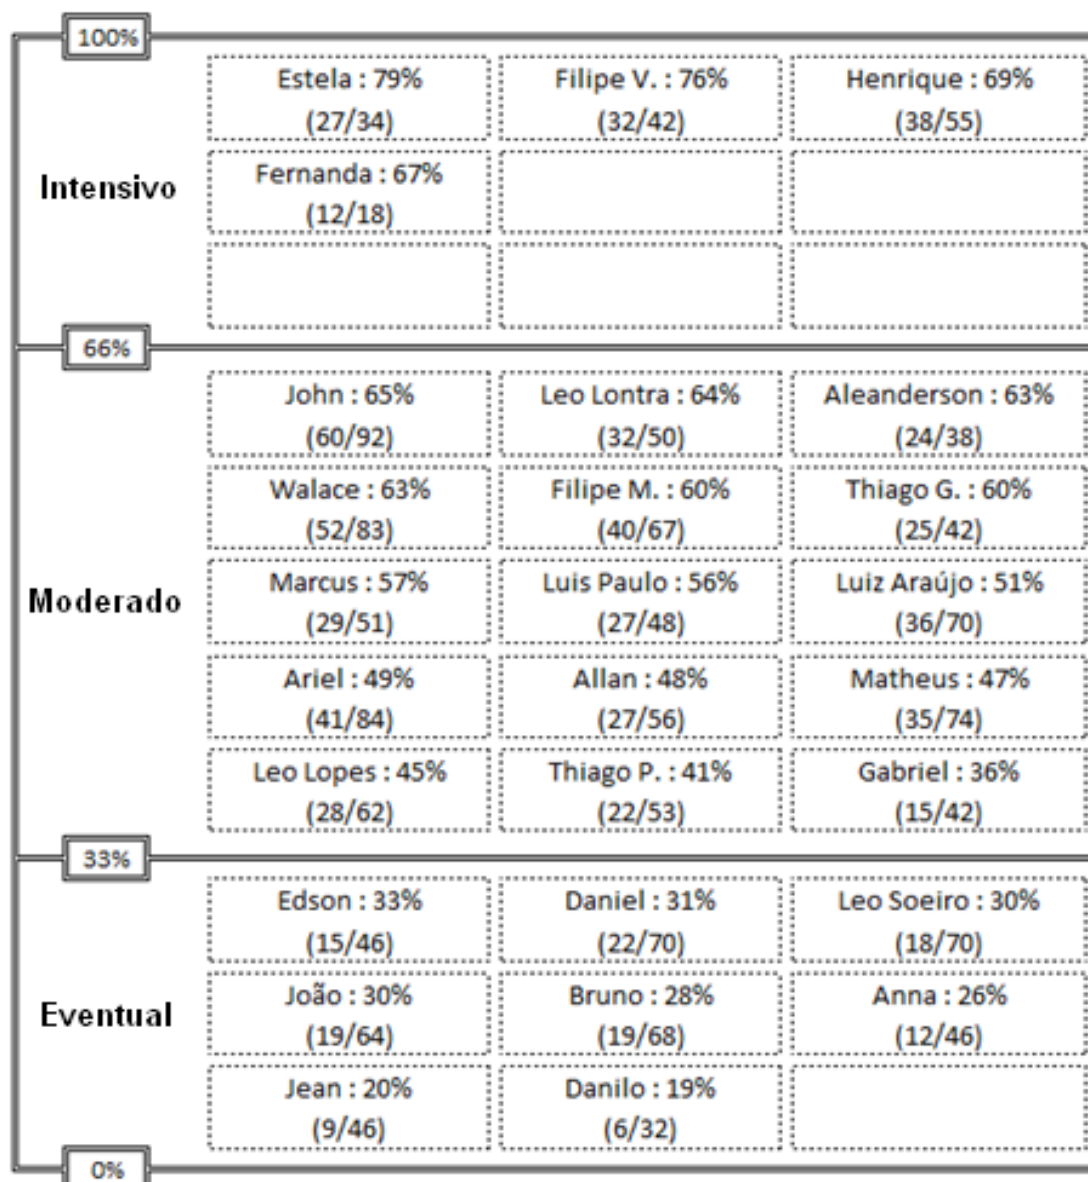 100%
Estela : 79%
(27/34)
Filipe V. : 76%
(32/42)
Henrique : 69%
(38/55)
Intensivo
Fernanda : 67%
(12/18)
66%
John : 65%
(60/92)
Leo Lontra : 64%
(32/50)
Aleanderson : 63%
(24/38)
Walace : 63%
(52/83)
Filipe M. : 60%
(40/67)
Thiago G. : 60%
(25/42)
Moderado
Marcus : 57%
(29/51)
Luis Paulo : 56%
(27/48)
Luiz Araújo : 51%
(36/70)
Ariel : 49%
(41/84)
Allan : 48%
(27/56)
Matheus : 47%
(35/74)
Leo Lopes : 45%
(28/62)
Thiago P. : 41%
(22/53)
Gabriel : 36%
(15/42)
33%
Edson : 33%
(15/46)
Daniel : 31%
(22/70)
Leo Soeiro : 30%
(18/70)
Eventual
João : 30%
(19/64)
Bruno : 28%
(19/68)
Anna : 26%
(12/46)
Jean : 20%
(9/46)
Danilo : 19%
(6/32)
0%